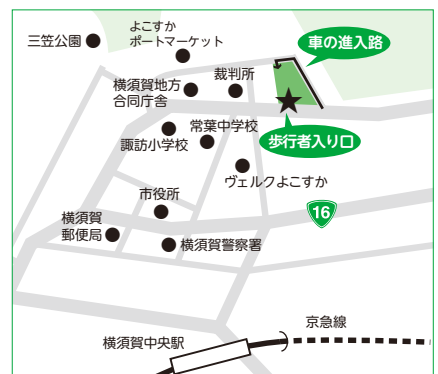 よこすか
ポートマーケット
三笠公園
車の進入路
裁判所
横須賀地方
合同庁舎
常葉中学校
歩行者入り口
諏訪小学校
ヴェルクよこすか
市役所
16
横須賀
郵便局
横須賀警察署
京急線
横須賀中央駅